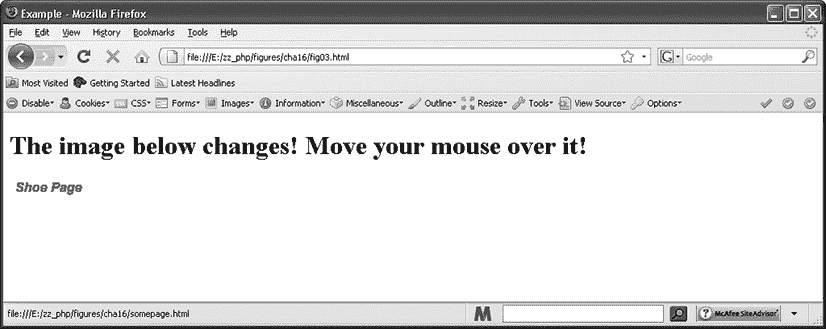 Example - Mozilla Firefox
File Edit View History Bookmarks Tools Help
file:///E:/zz_php/figures/cha16/fig03.html
G Google
Most Visited Getting Started Latest Headlines
Disable Cookies CSS Forms Images Information Miscellaneous Outline Resize Tools View Source Options
The image below changes! Move your mouse over it!
Shoe Page
file:///E:/zz_php/figures/cha16/somepage.html
M
McAfee SiteAdvisor